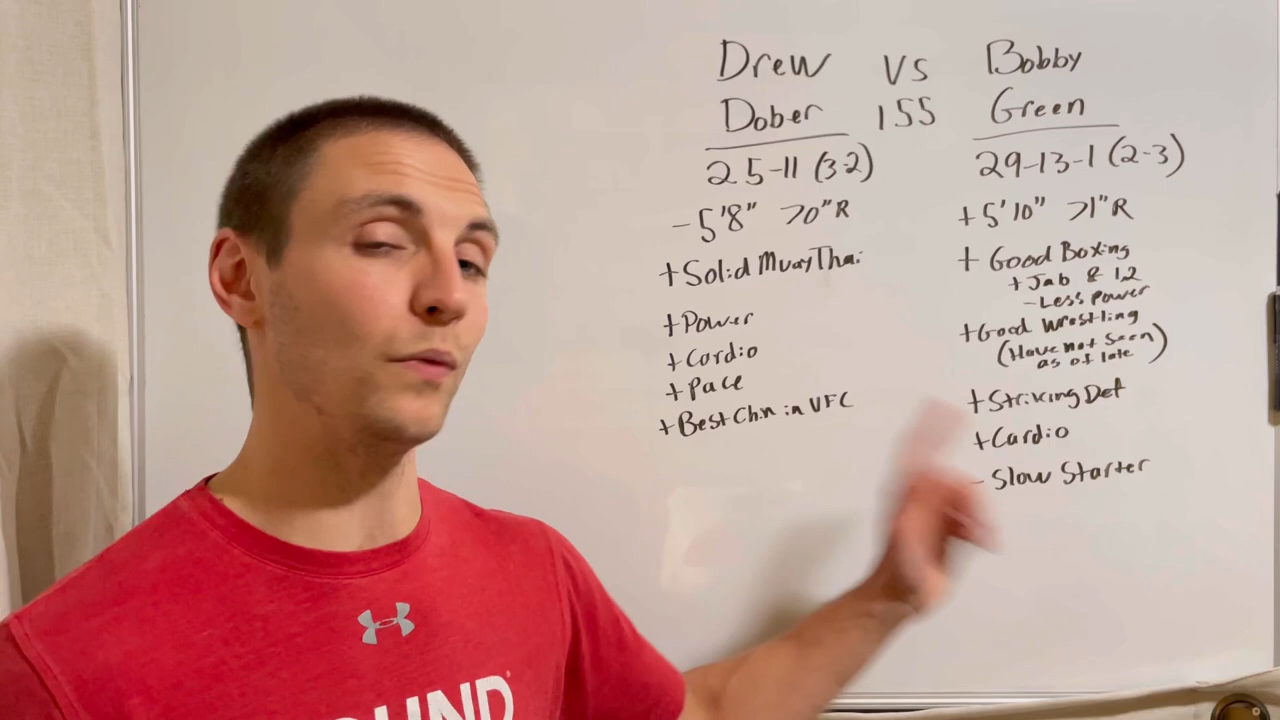 Drew vs Bobby
Dober 155 Green
25-11 (3-2)
-5'8" 70"R
+Solid Muay Thai
+Power
+Cardio
+Pace
+Best Chin in UFC
29-13-1 (2-3)
+5'10" 71"R
+Good Boxing
+Jab & 1,2
-Less power
+Good Wrestling
(Have not seen
as of late)
+Striking Def
+Cardio
- Slow Starter